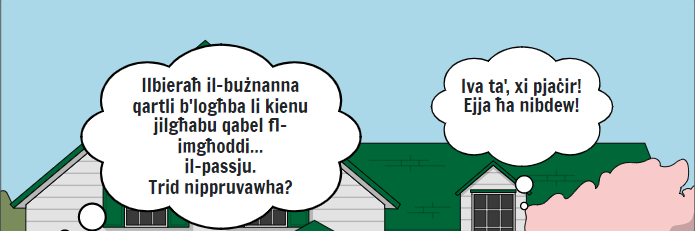 Ilbieraħ il-bużnanna
qartli b'logħba li kienu
jilgħabu qabel fl-
imgħoddi...
il-passju.
Trid nippruvawha?
Iva ta', xi pjaċir!
Ejja ħa nibdew!